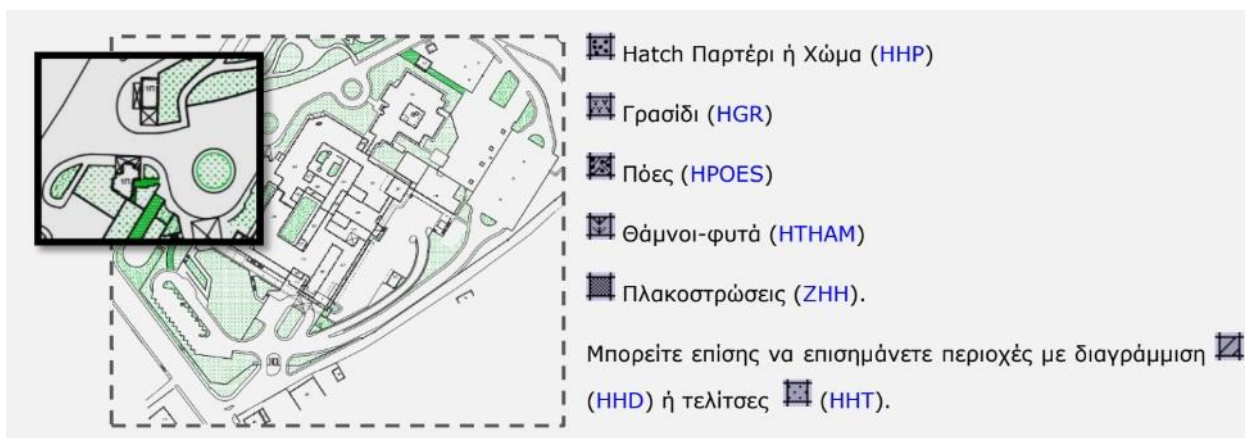 Hatch Παρτέρι ή Χώμα (HHP)
Γρασίδι (HGR)
Πόες (HPOES)
Θάμνοι-φυτά (HTHAM)
Πλακοστρώσεις (ZHH).
Μπορείτε επίσης να επισημάνετε περιοχές με διαγράμμιση
(HHD) ή τελίτσες (HHT).